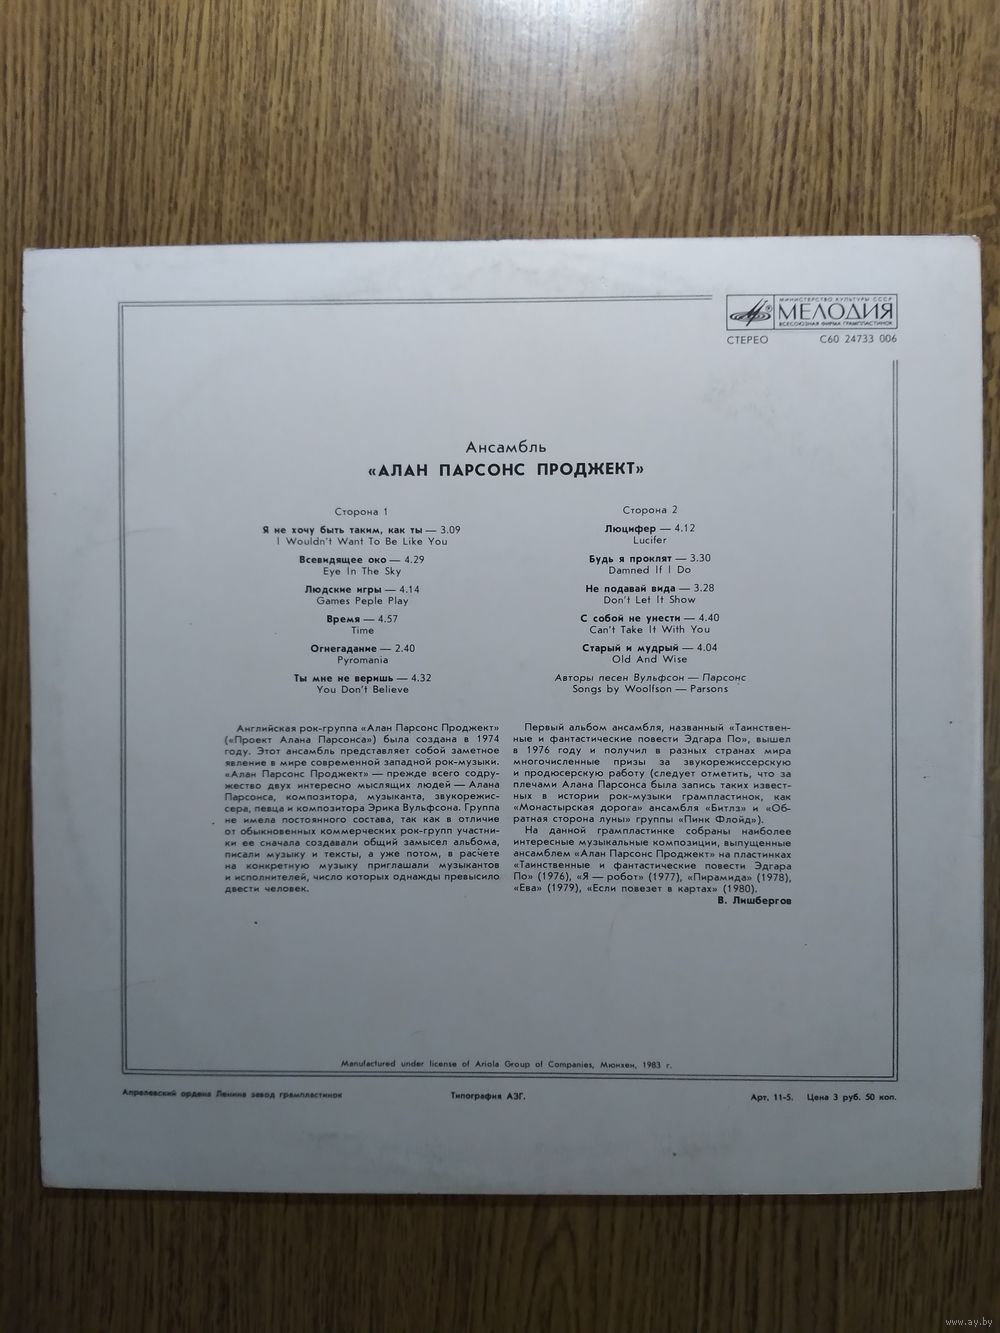 МИНИСТЕРСТВО КУЛЬТУРЫ СССР
МЕЛОДИЯ
ВСЕСОЮЗНАЯ ФИРМА ГРАМПЛАСТИНОК
СТЕРЕО С60 24733 006
Ансамбль
«АЛАН ПАРСОНС ПРОДЖЕКТ»
Сторона 1
Я не хочу быть таким, как ты — 3.09
I Wouldn't Want To Be Like You
Всевидящее око — 4.29
Eye In The Sky
Людские игры — 4.14
Games Peple Play
Время — 4.57
Time
Огнегадание — 2.40
Pyromania
Ты мне не веришь — 4.32
You Don't Believe
Сторона 2
Люцифер — 4.12
Lucifer
Будь я проклят — 3.30
Damned If I Do
Не подавай вида — 3.28
Don't Let It Show
С собой не унести — 4.40
Can't Take It With You
Старый и мудрый — 4.04
Old And Wise
Авторы песен Вульфсон — Парсонс
Songs by Woolfson — Parsons
Английская рок-группа «Алан Парсонс Проджект»
(«Проект Алана Парсонса») была создана в 1974
году. Этот ансамбль представляет собой заметное
явление в мире современной западной рок-музыки.
«Алан Парсонс Проджект» — прежде всего содру-
жество двух интересно мыслящих людей — Алана
Парсонса, композитора, музыканта, звукорежис-
сера, певца и композитора Эрика Вульфсона. Группа
не имела постоянного состава, так как в отличие
от обыкновенных коммерческих рок-групп участни-
ки ее сначала создавали общий замысел альбома,
писали музыку и тексты, а уже потом, в расчете
на конкретную музыку приглашали музыкантов
и исполнителей, число которых однажды превысило
двести человек.
Первый альбом ансамбля, названный «Таинствен-
ные и фантастические повести Эдгара По», вышел
в 1976 году и получил в разных странах мира
многочисленные призы за звукорежиссерскую
и продюсерскую работу (следует отметить, что за
плечами Алана Парсонса была запись таких извест-
ных в истории рок-музыки грампластинок, как
«Монастырская дорога» ансамбля «Битлз» и «Об-
ратная сторона луны» группы «Пинк Флойд»).
На данной грампластинке собраны наиболее
интересные музыкальные композиции, выпущенные
ансамблем «Алан Парсонс Проджект» на пластинках
«Таинственные и фантастические повести Эдгара
По» (1976), «Я — робот» (1977), «Пирамида» (1978),
«Ева» (1979), «Если повезет в картах» (1980).
В. Лишбергов
Manufactured under license of Ariola Group of Companies, Мюнхен, 1983 г.
Апрелевский ордена Ленина завод грампластинок Типография АЗГ. Арт. 11-5. Цена 3 руб. 50 коп.
www.ay.by